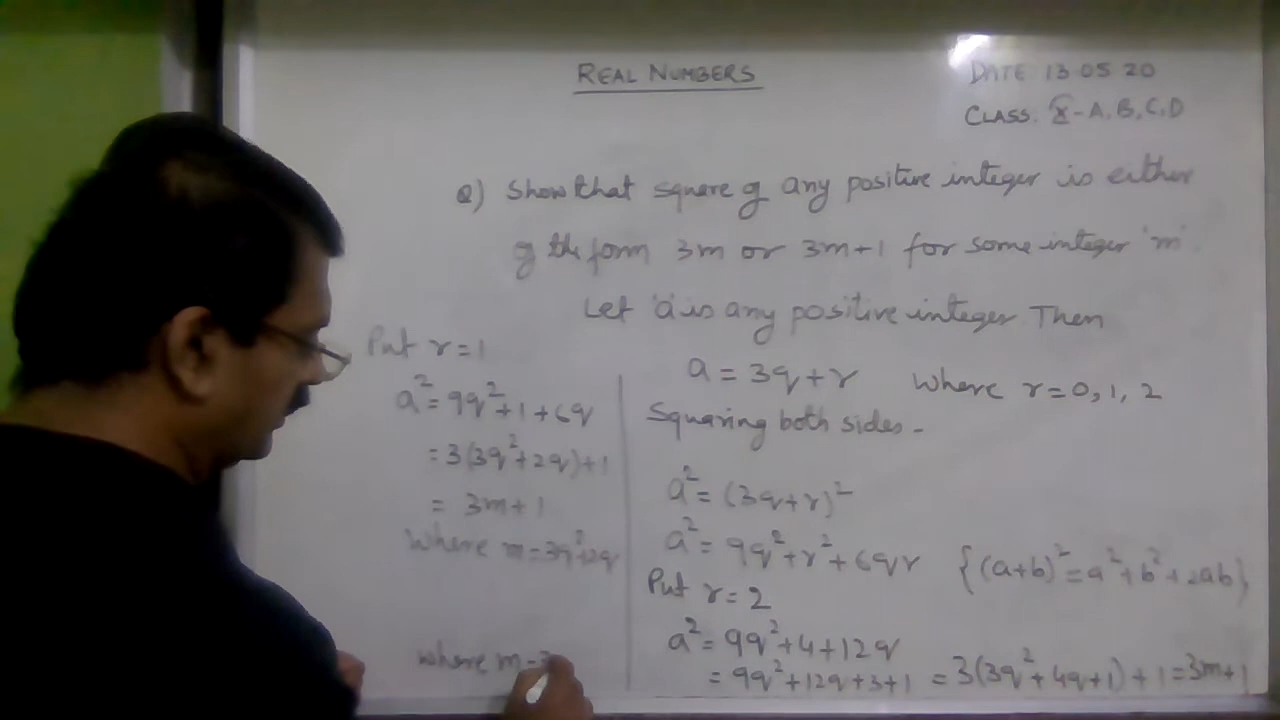 REAL NUMBERS
DATE: 13.05.20
CLASS: X-A,B,C,D
Q) Show that square of any positive integer is either
of the form 3m or 3m+1 for some integer 'm'.
Let 'a' is any positive integer Then
a = 3q+r where r=0,1,2
Squaring both sides -
a² = (3q+r)²
a² = 9q²+r²+6qr {(a+b)²=a²+b²+2ab}
Put r=2
a² = 9q²+4+12q
= 9q²+12q+3+1 = 3(3q²+4q+1)+1=3m+1
Put r=1
a²=9q²+1+6q
=3(3q²+2q)+1
= 3m+1
Where m=3q²+2q
where m=3